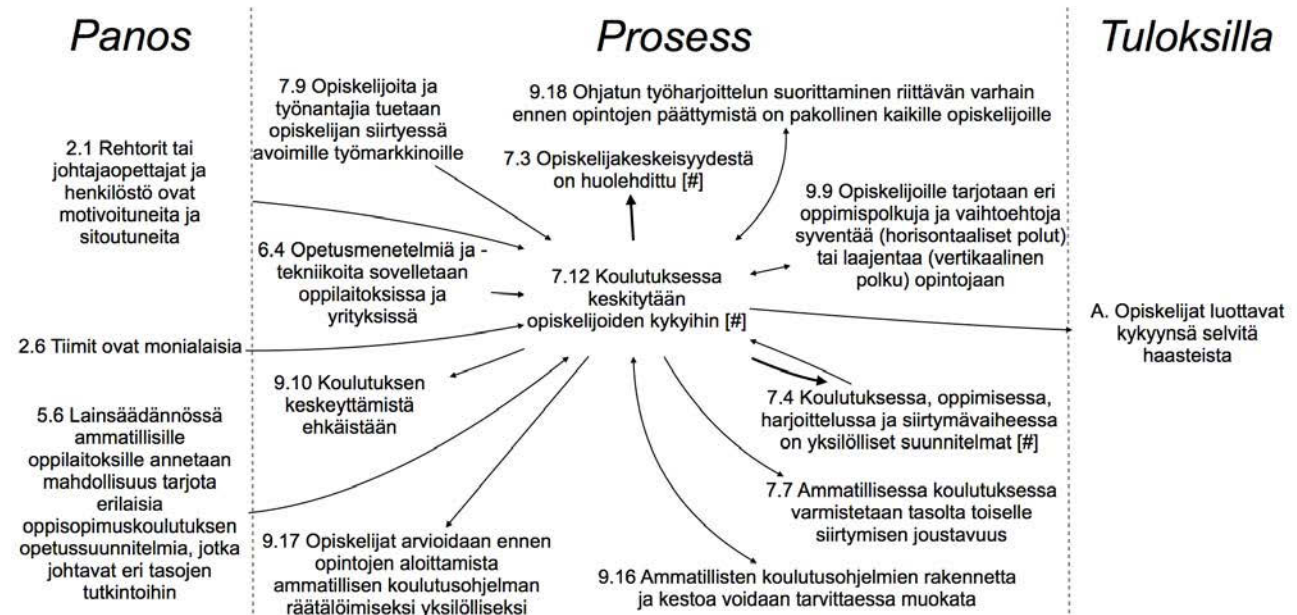 Panos
Prosess
Tuloksilla
2.1 Rehtorit tai
johtajaopettajat ja
henkilöstö ovat
motivoituneita ja
sitoutuneita
2.6 Tiimit ovat monialaisia
5.6 Lainsäädännössä
ammatillisille
oppilaitoksille annetaan
mahdollisuus tarjota
erilaisia
oppisopimuskoulutuksen
opetussuunnitelmia, jotka
johtavat eri tasojen
tutkintoihin
7.9 Opiskelijoita ja
työnantajia tuetaan
opiskelijan siirtyessä
avoimille työmarkkinoille
9.18 Ohjatun työharjoittelun suorittaminen riittävän varhain
ennen opintojen päättymistä on pakollinen kaikille opiskelijoille
7.3 Opiskelijakeskeisyydestä
on huolehdittu [#]
9.9 Opiskelijoille tarjotaan eri
oppimispolkuja ja vaihtoehtoja
syventää (horisontaaliset polut)
tai laajentaa (vertikaalinen
polku) opintojaan
6.4 Opetusmenetelmiä ja -
tekniikoita sovelletaan
oppilaitoksissa ja
yrityksissä
7.12 Koulutuksessa
keskitytään
opiskelijoiden kykyihin [#]
9.10 Koulutuksen
keskeyttämistä
ehkäistään
7.4 Koulutuksessa, oppimisessa,
harjoittelussa ja siirtymävaiheessa
on yksilölliset suunnitelmat [#]
7.7 Ammatillisessa koulutuksessa
varmistetaan tasolta toiselle
siirtymisen joustavuus
9.17 Opiskelijat arvioidaan ennen
opintojen aloittamista
ammatillisen koulutusohjelman
räätälöimiseksi yksilölliseksi
9.16 Ammatillisten koulutusohjelmien rakennetta
ja kestoa voidaan tarvittaessa muokata
A. Opiskelijat luottavat
kykyynsä selvitä
haasteista